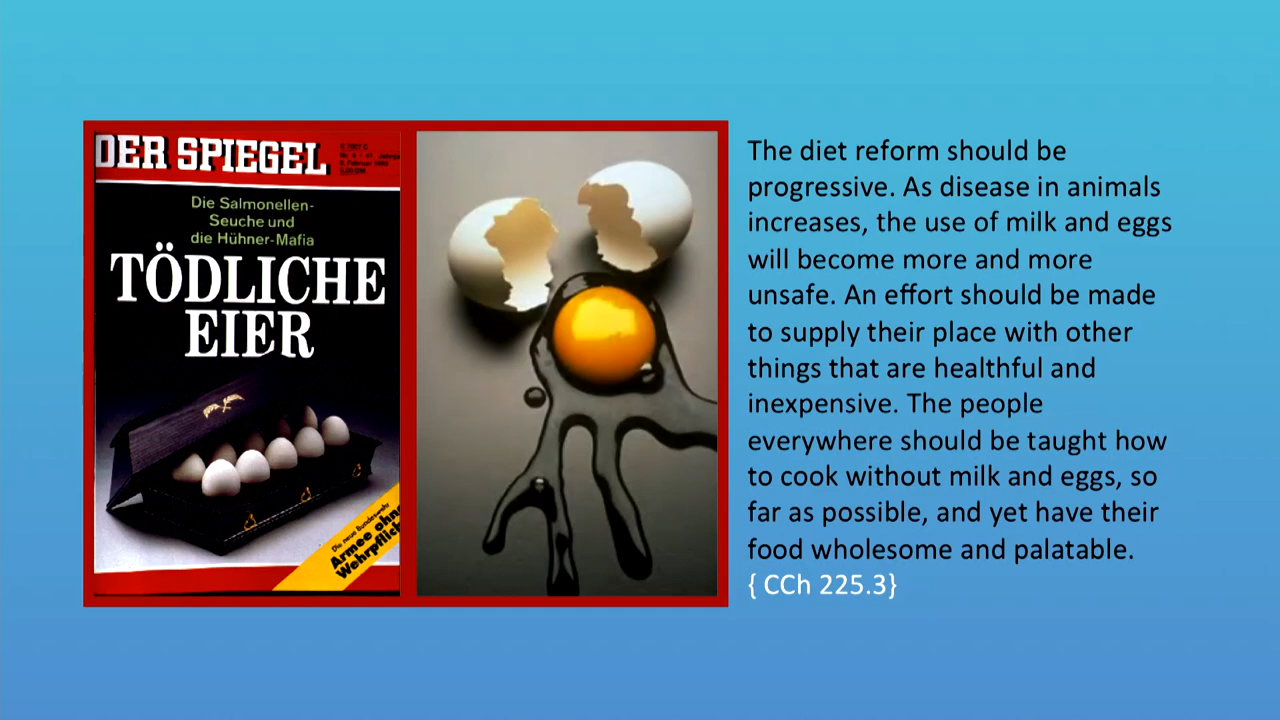 DER SPIEGEL
Die Salmonellen-
Seuche und
die Hühner-Mafia
TÖDLICHE
EIER
Die neue Bundeswehr
Armee ohne
Wehrpflicht
The diet reform should be
progressive. As disease in animals
increases, the use of milk and eggs
will become more and more
unsafe. An effort should be made
to supply their place with other
things that are healthful and
inexpensive. The people
everywhere should be taught how
to cook without milk and eggs, so
far as possible, and yet have their
food wholesome and palatable.
{ CCh 225.3}